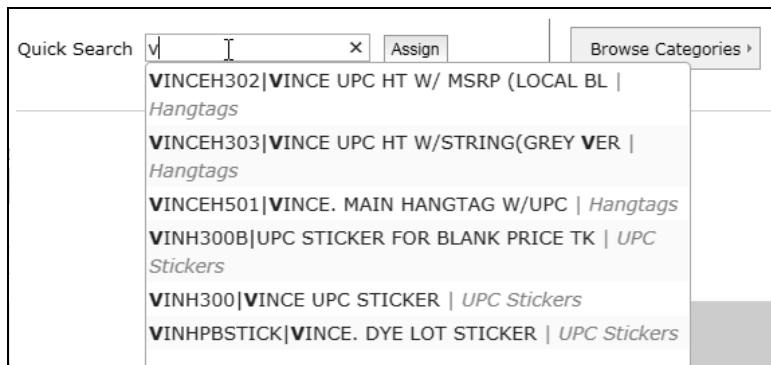 Quick Search v × Assign Browse Categories
VINCEH302|VINCE UPC HT W/ MSRP (LOCAL BL |
Hangtags
VINCEH303|VINCE UPC HT W/STRING(GREY VER |
Hangtags
VINCEH501|VINCE. MAIN HANGTAG W/UPC | Hangtags
VINH300B|UPC STICKER FOR BLANK PRICE TK | UPC
Stickers
VINH300|VINCE UPC STICKER | UPC Stickers
VINHPBSTICK|VINCE. DYE LOT STICKER | UPC Stickers